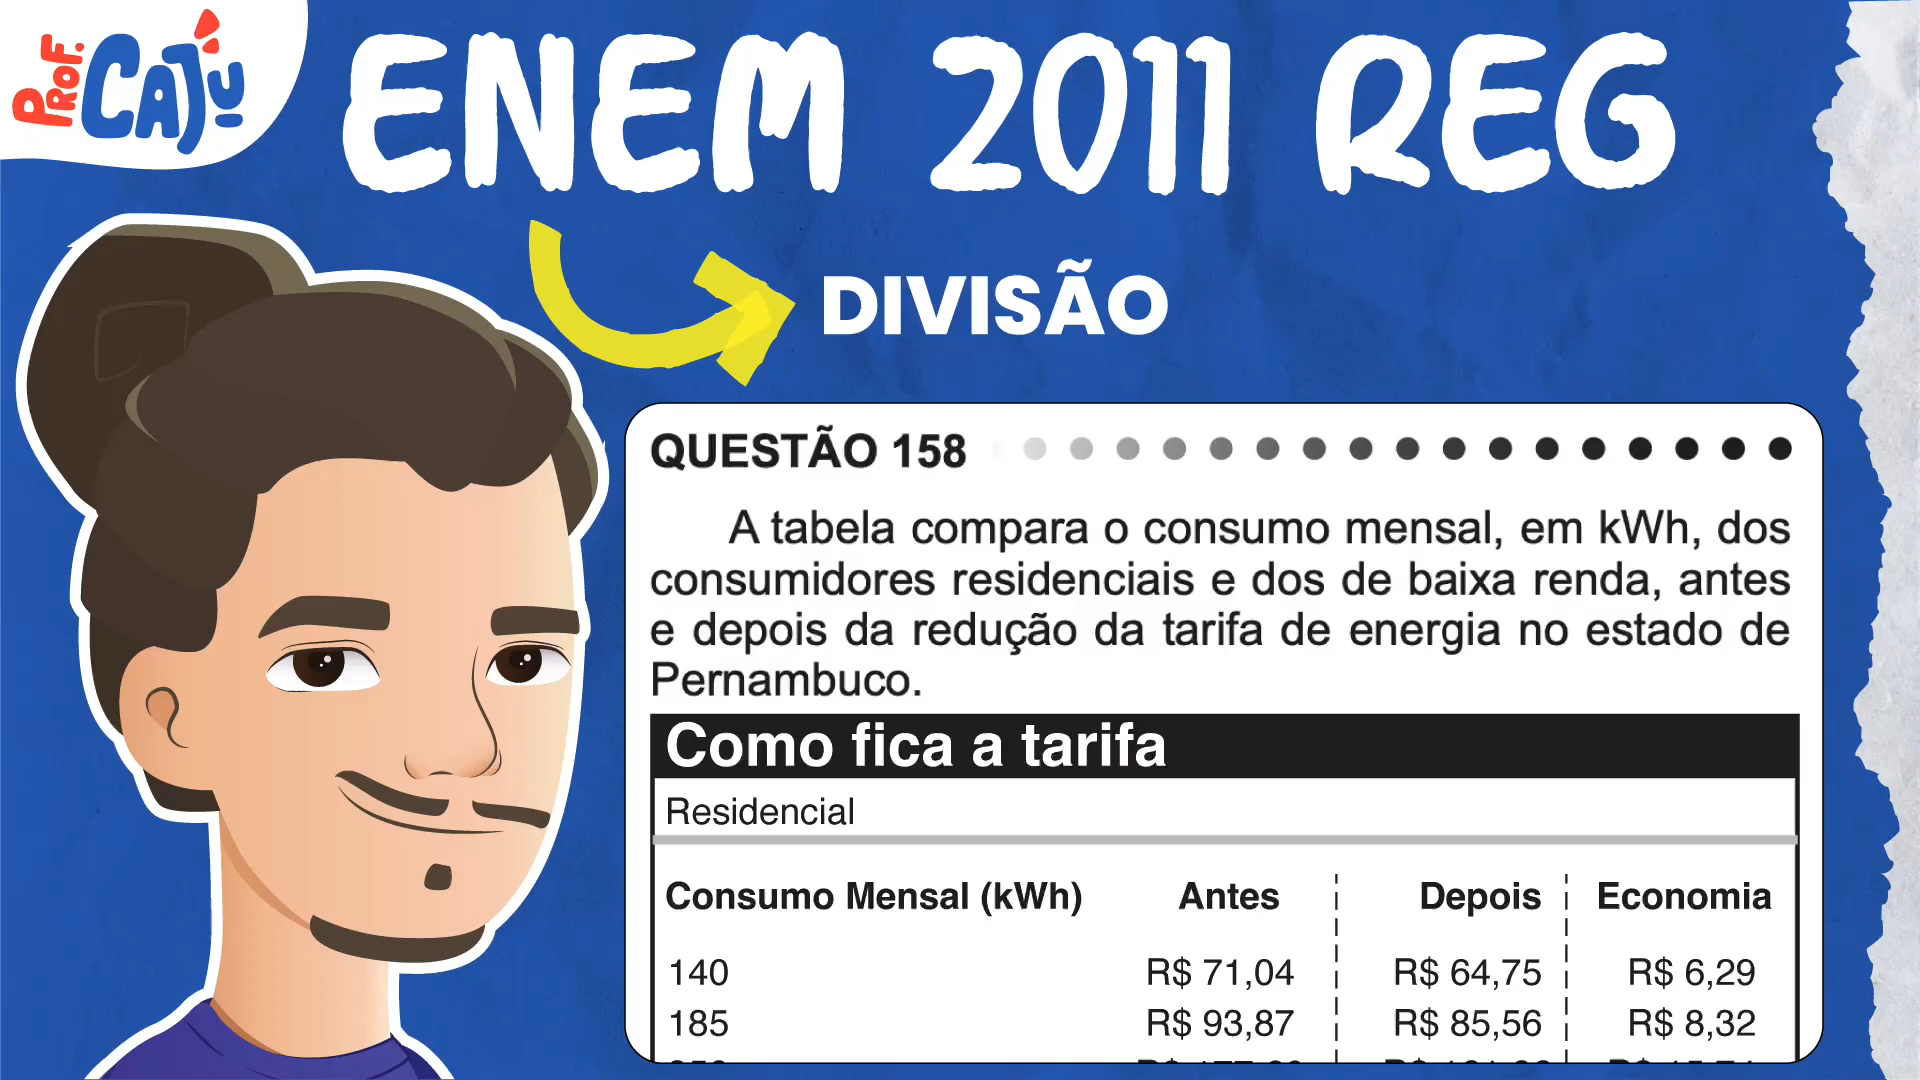 PROF. CAJU
ENEM 2011 REG
DIVISÃO
QUESTÃO 158
A tabela compara o consumo mensal, em kWh, dos
consumidores residenciais e dos de baixa renda, antes
e depois da redução da tarifa de energia no estado de
Pernambuco.
Como fica a tarifa
Residencial
Consumo Mensal (kWh) Antes Depois Economia
140 R$ 71,04 R$ 64,75 R$ 6,29
185 R$ 93,87 R$ 85,56 R$ 8,32